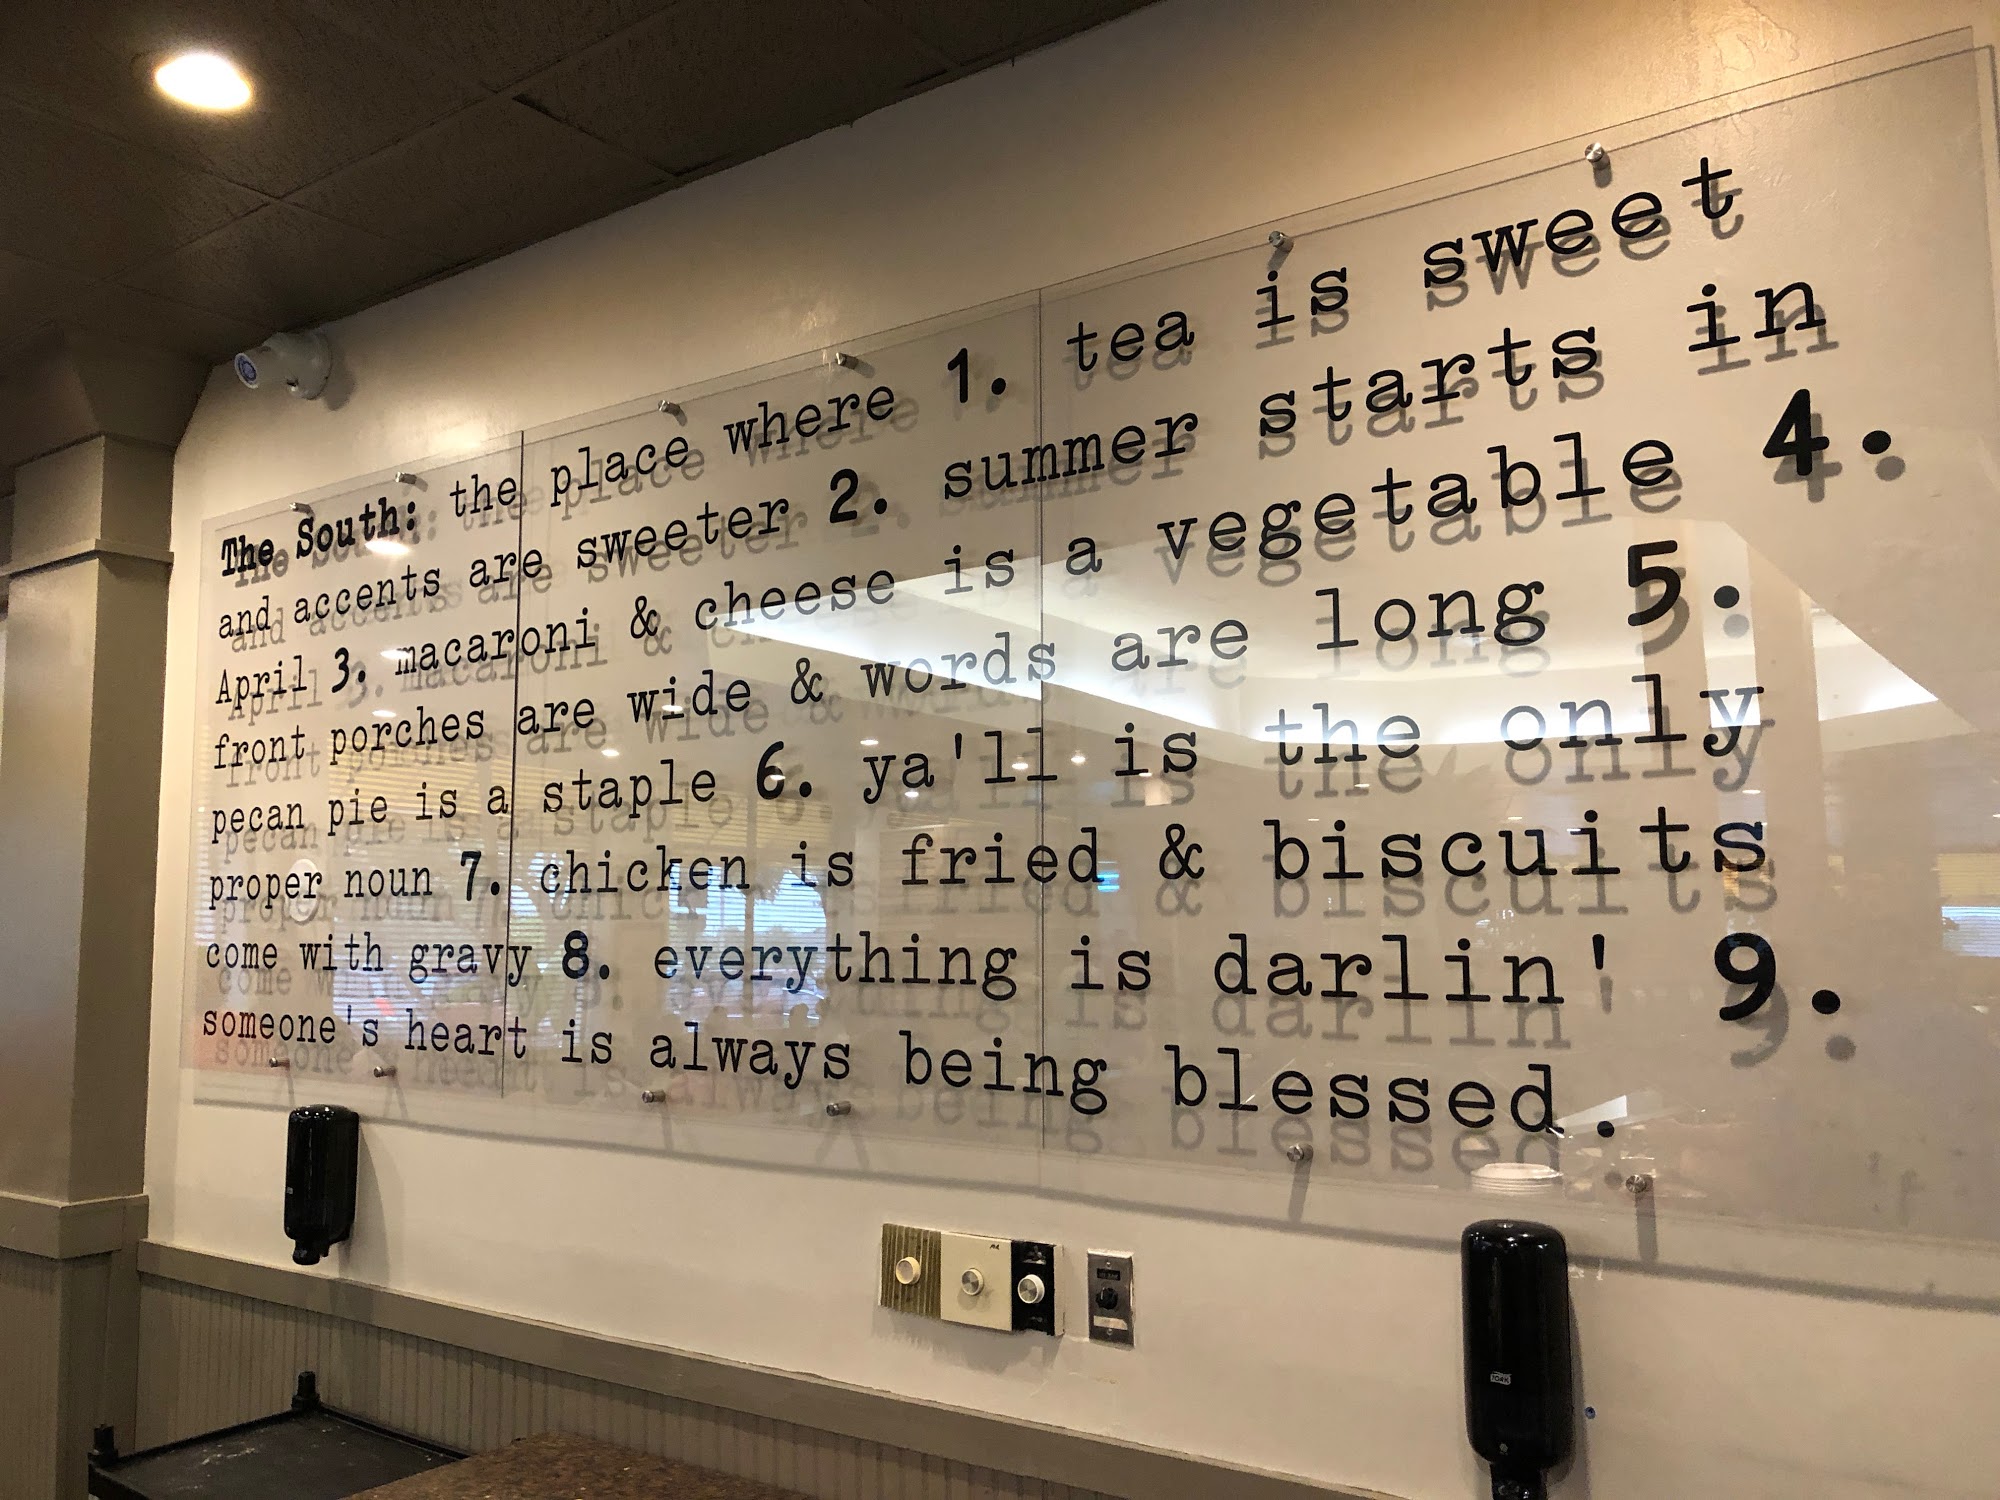 The South: the place where 1. tea is sweet
and accents are sweeter 2. summer starts in
April 3. macaroni & cheese is a vegetable 4.
front porches are wide & words are long 5.
pecan pie is a staple 6. ya'll is the only
proper noun 7. chicken is fried & biscuits
come with gravy 8. everything is darlin' 9.
someone's heart is always being blessed.
TORK